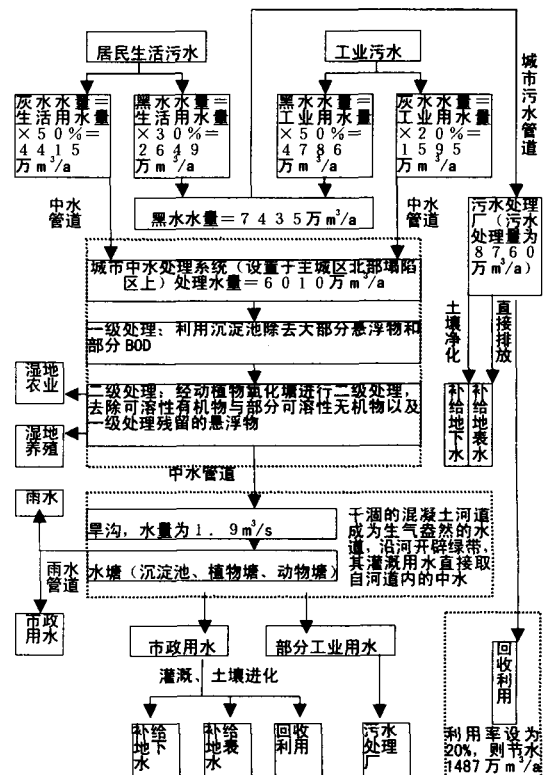 居民生活污水
工业污水
城市污水管道
灰水水量＝
生活用水量
×50％＝
4415
万m³/a
黑水水量＝
生活用水量
×30％＝
2649
万m³/a
黑水水量＝
工业用水量
×50％＝
4786
万m³/a
灰水水量＝
工业用水量
×20％＝
1595
万m³/a
中水
管道
黑水水量＝7435万m³/a
中水
管道
污水处理
厂（污水
处理量为
8760
万m³/a）
城市中水处理系统（设置于主城区北部塌陷
区上）处理水量＝6010万m³/a
一级处理：利用沉淀池除去大部分悬浮物和
部分BOD
土壤净化
直接排放
湿地
农业
二级处理：经动植物氧化塘进行二级处理，
去除可溶性有机物与部分可溶性无机物以及
一级处理残留的悬浮物
湿地
养殖
补给地下水
补给地表水
中水管道
雨水
旱沟，水量为1.9m³/s
干涸的混凝土河道
成为生气盎然的水
道，沿河开辟绿带，
其灌溉用水直接取
自河道内的中水
雨水
管道
水塘（沉淀池、植物塘、动物塘）
市政
用水
市政用水
部分工业用水
回收利用
灌溉、土壤进化
补给
地下
水
补给
地表
水
回收
利用
污水
处理
厂
利用率设为
20％，则节水
1487万m³/a